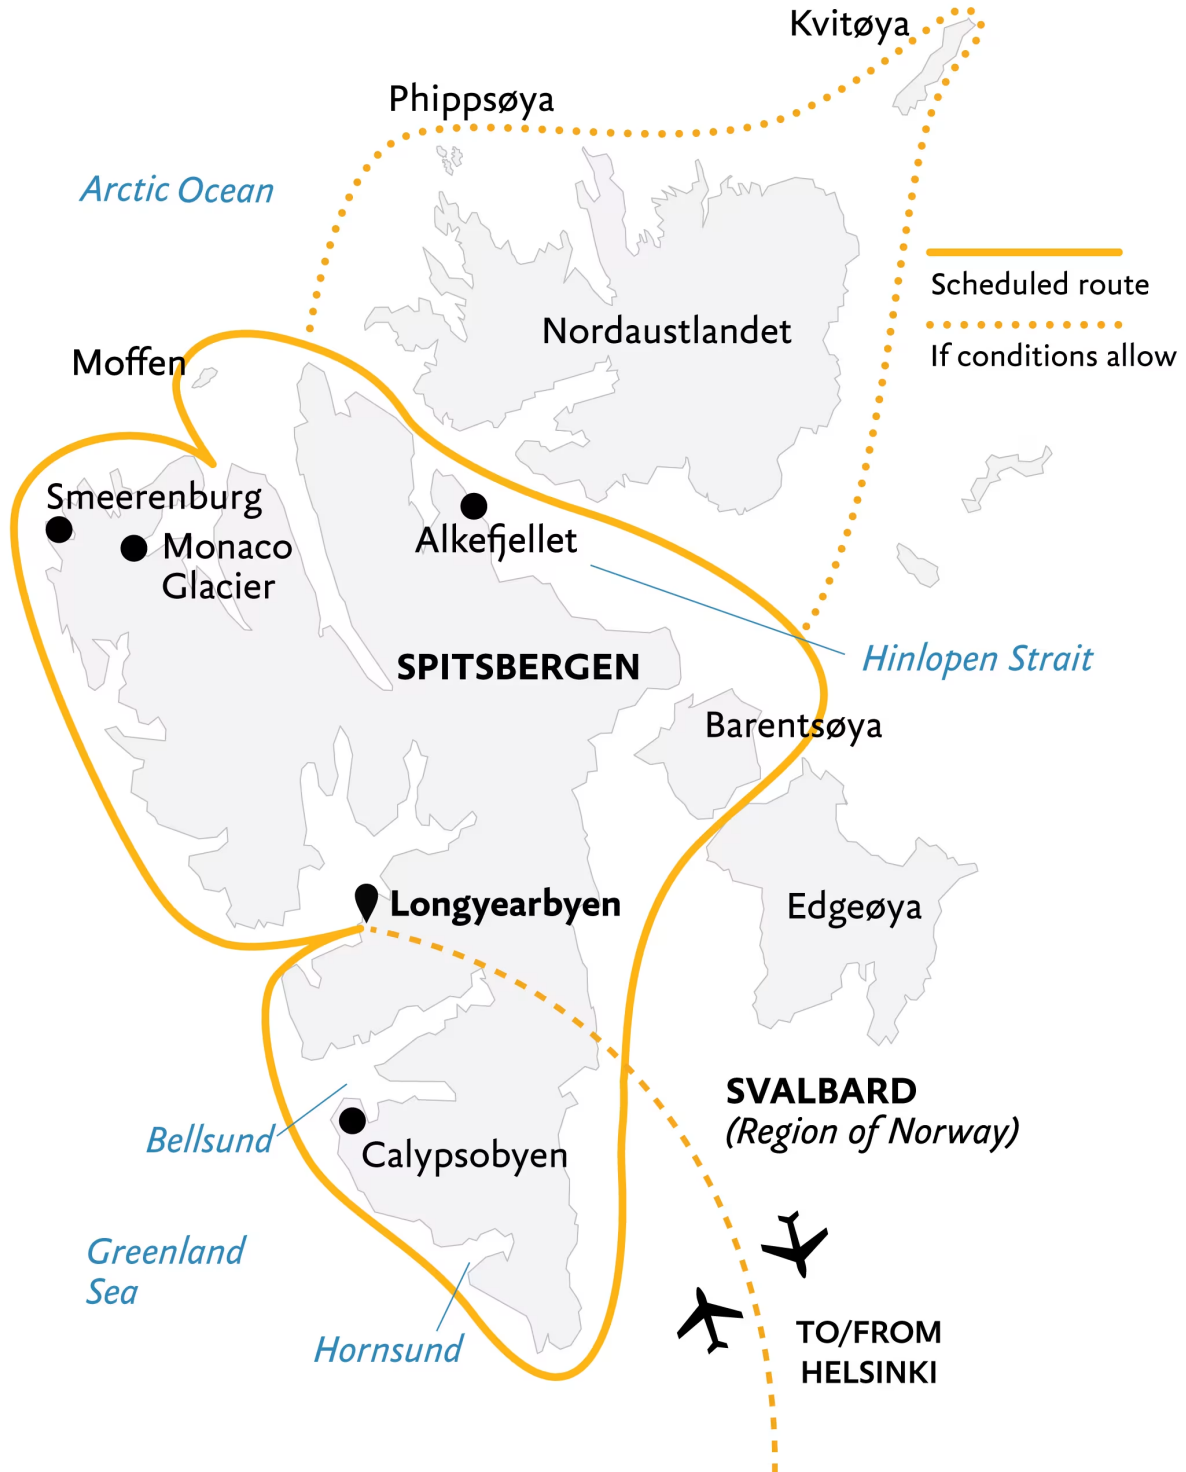 Kvitøya
Phippsøya
Arctic Ocean
Scheduled route
Nordaustlandet
If conditions allow
Moffen
Smeerenburg
Alkefjellet
Monaco
Glacier
Hinlopen Strait
SPITSBERGEN
Barentsøya
Longyearbyen
Edgeøya
SVALBARD
(Region of Norway)
Bellsund
Calypsobyen
Greenland
Sea
Hornsund
TO/FROM
HELSINKI